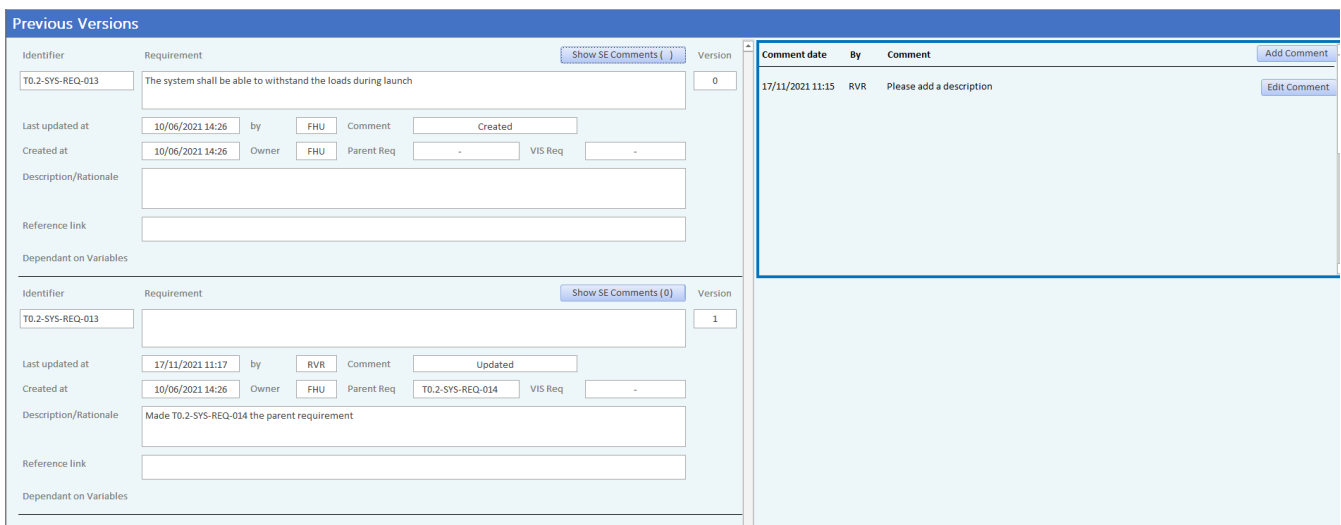 Previous Versions
Identifier Requirement Show SE Comments ( ) Version
T0.2-SYS-REQ-013 The system shall be able to withstand the loads during launch 0
Last updated at 10/06/2021 14:26 by FHU Comment Created
Created at 10/06/2021 14:26 Owner FHU Parent Req - VIS Req -
Description/Rationale
Reference link
Dependant on Variables
Identifier Requirement Show SE Comments (0) Version
T0.2-SYS-REQ-013 1
Last updated at 17/11/2021 11:17 by RVR Comment Updated
Created at 10/06/2021 14:26 Owner FHU Parent Req T0.2-SYS-REQ-014 VIS Req -
Description/Rationale Made T0.2-SYS-REQ-014 the parent requirement
Reference link
Dependant on Variables
Comment date By Comment Add Comment
17/11/2021 11:15 RVR Please add a description Edit Comment